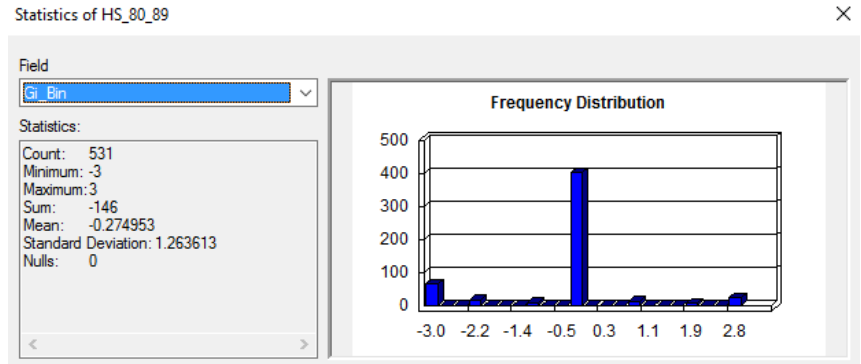 Statistics of HS_80_89
Field
Gi_Bin
Statistics:
Count: 531
Minimum: -3
Maximum: 3
Sum: -146
Mean: -0.274953
Standard Deviation: 1.263613
Nulls: 0
Frequency Distribution
500
400
300
200
100
0
-3.0 -2.2 -1.4 -0.5 0.3 1.1 1.9 2.8